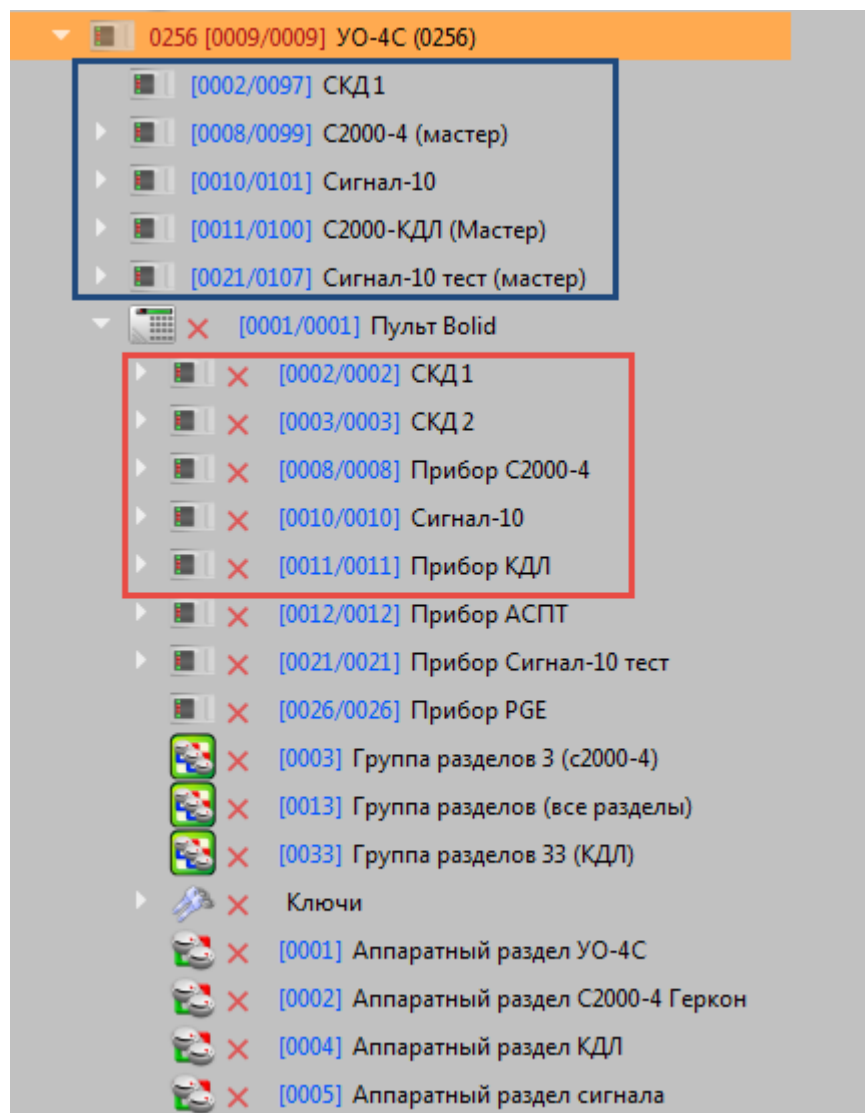 0256 [0009/0009] УО-4С (0256)
[0002/0097] СКД 1
[0008/0099] С2000-4 (мастер)
[0010/0101] Сигнал-10
[0011/0100] С2000-КДЛ (Мастер)
[0021/0107] Сигнал-10 тест (мастер)
[0001/0001] Пульт Bolid
[0002/0002] СКД 1
[0003/0003] СКД 2
[0008/0008] Прибор С2000-4
[0010/0010] Сигнал-10
[0011/0011] Прибор КДЛ
[0012/0012] Прибор АСПТ
[0021/0021] Прибор Сигнал-10 тест
[0026/0026] Прибор PGE
[0003] Группа разделов 3 (с2000-4)
[0013] Группа разделов (все разделы)
[0033] Группа разделов 33 (КДЛ)
Ключи
[0001] Аппаратный раздел УО-4С
[0002] Аппаратный раздел С2000-4 Геркон
[0004] Аппаратный раздел КДЛ
[0005] Аппаратный раздел сигнала